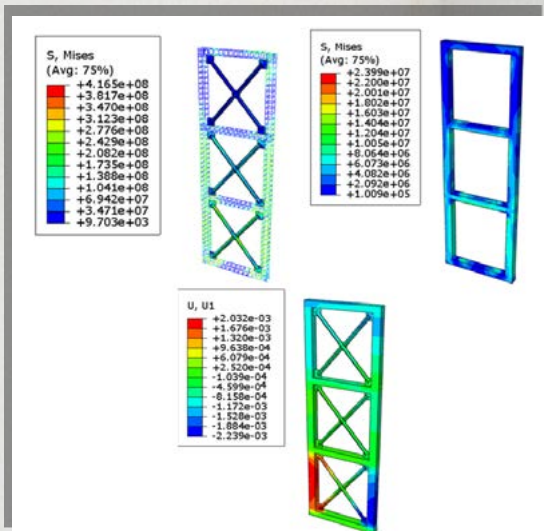 S, Mises
(Avg: 75%)
+4.165e+08
+3.817e+08
+3.470e+08
+3.123e+08
+2.776e+08
+2.429e+08
+2.082e+08
+1.735e+08
+1.388e+08
+1.041e+08
+6.942e+07
+3.471e+07
+9.703e+03
S, Mises
(Avg: 75%)
+2.399e+07
+2.200e+07
+2.001e+07
+1.802e+07
+1.603e+07
+1.404e+07
+1.204e+07
+1.005e+07
+8.064e+06
+6.073e+06
+4.082e+06
+2.092e+06
+1.009e+05
U, U1
+2.032e-03
+1.676e-03
+1.320e-03
+9.638e-04
+6.079e-04
+2.520e-04
-1.039e-04
-4.599e-04
-8.158e-04
-1.172e-03
-1.528e-03
-1.884e-03
-2.239e-03